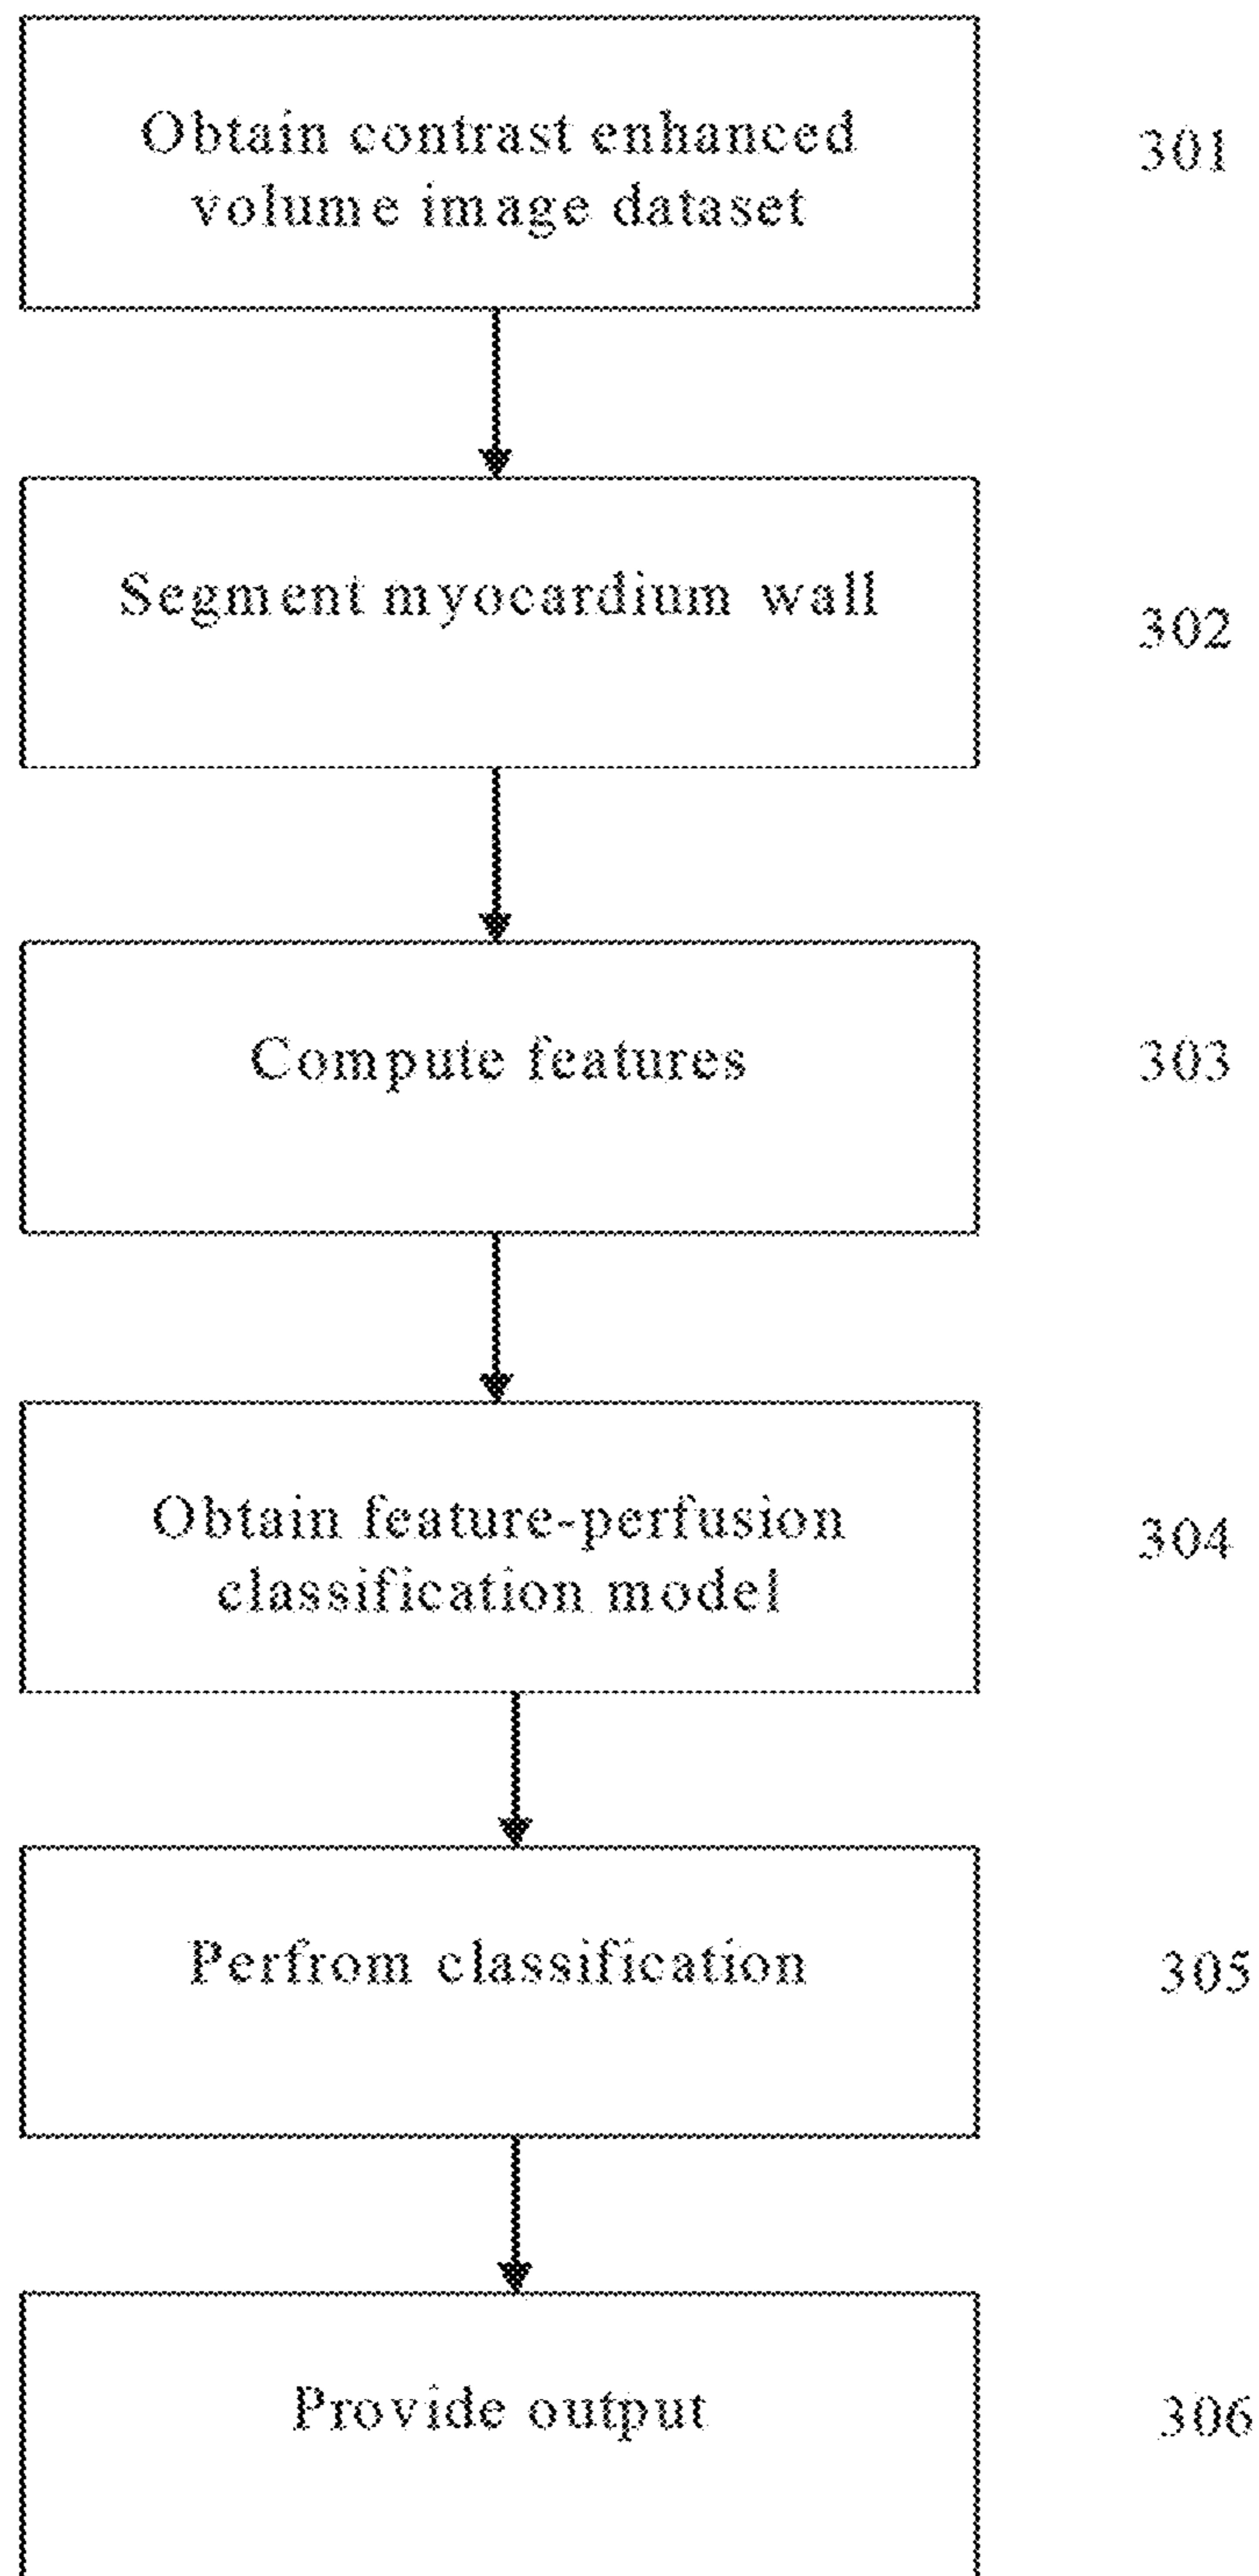 Obtain contrast enhanced
volume image dataset
301
Segment myocardium wall
302
Compute features
303
Obtain feature-perfusion
classification model
304
Perfrom classification
305
Provide output
306